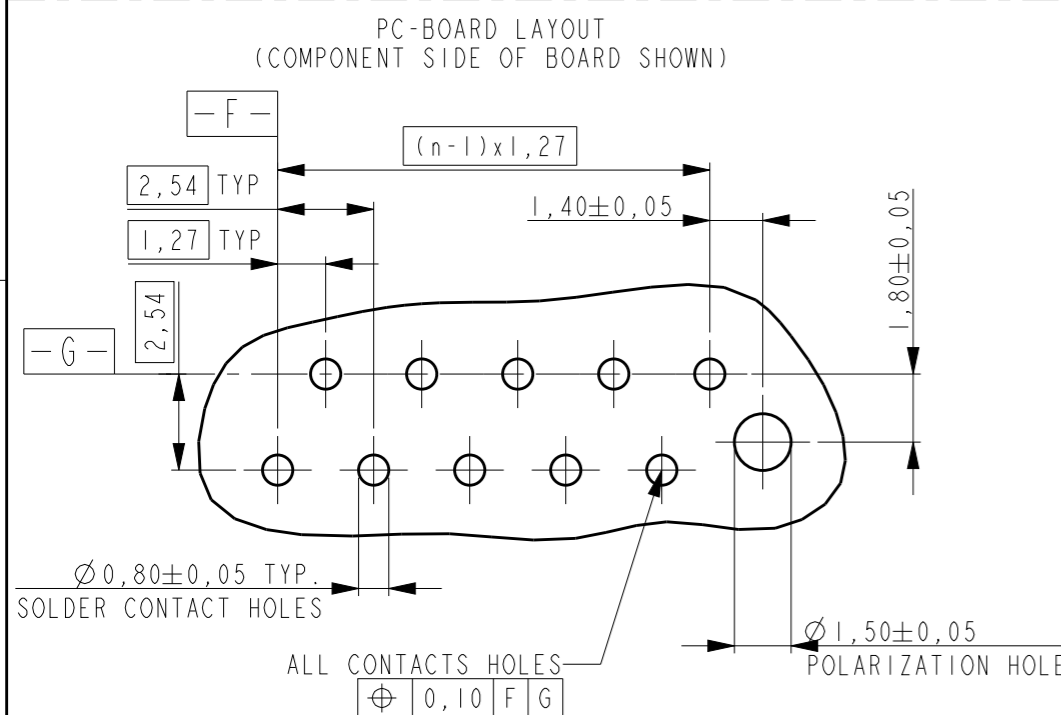 PC-BOARD LAYOUT
(COMPONENT SIDE OF BOARD SHOWN)
-F-
(n-1)x1,27
2,54 TYP
1,40±0,05
1,80±0,05
1,27 TYP
2,54
-G-
Ø0,80±0,05 TYP.
SOLDER CONTACT HOLES
Ø1,50±0,05
POLARIZATION HOLE
ALL CONTACTS HOLES
⌖ 0,10 F G